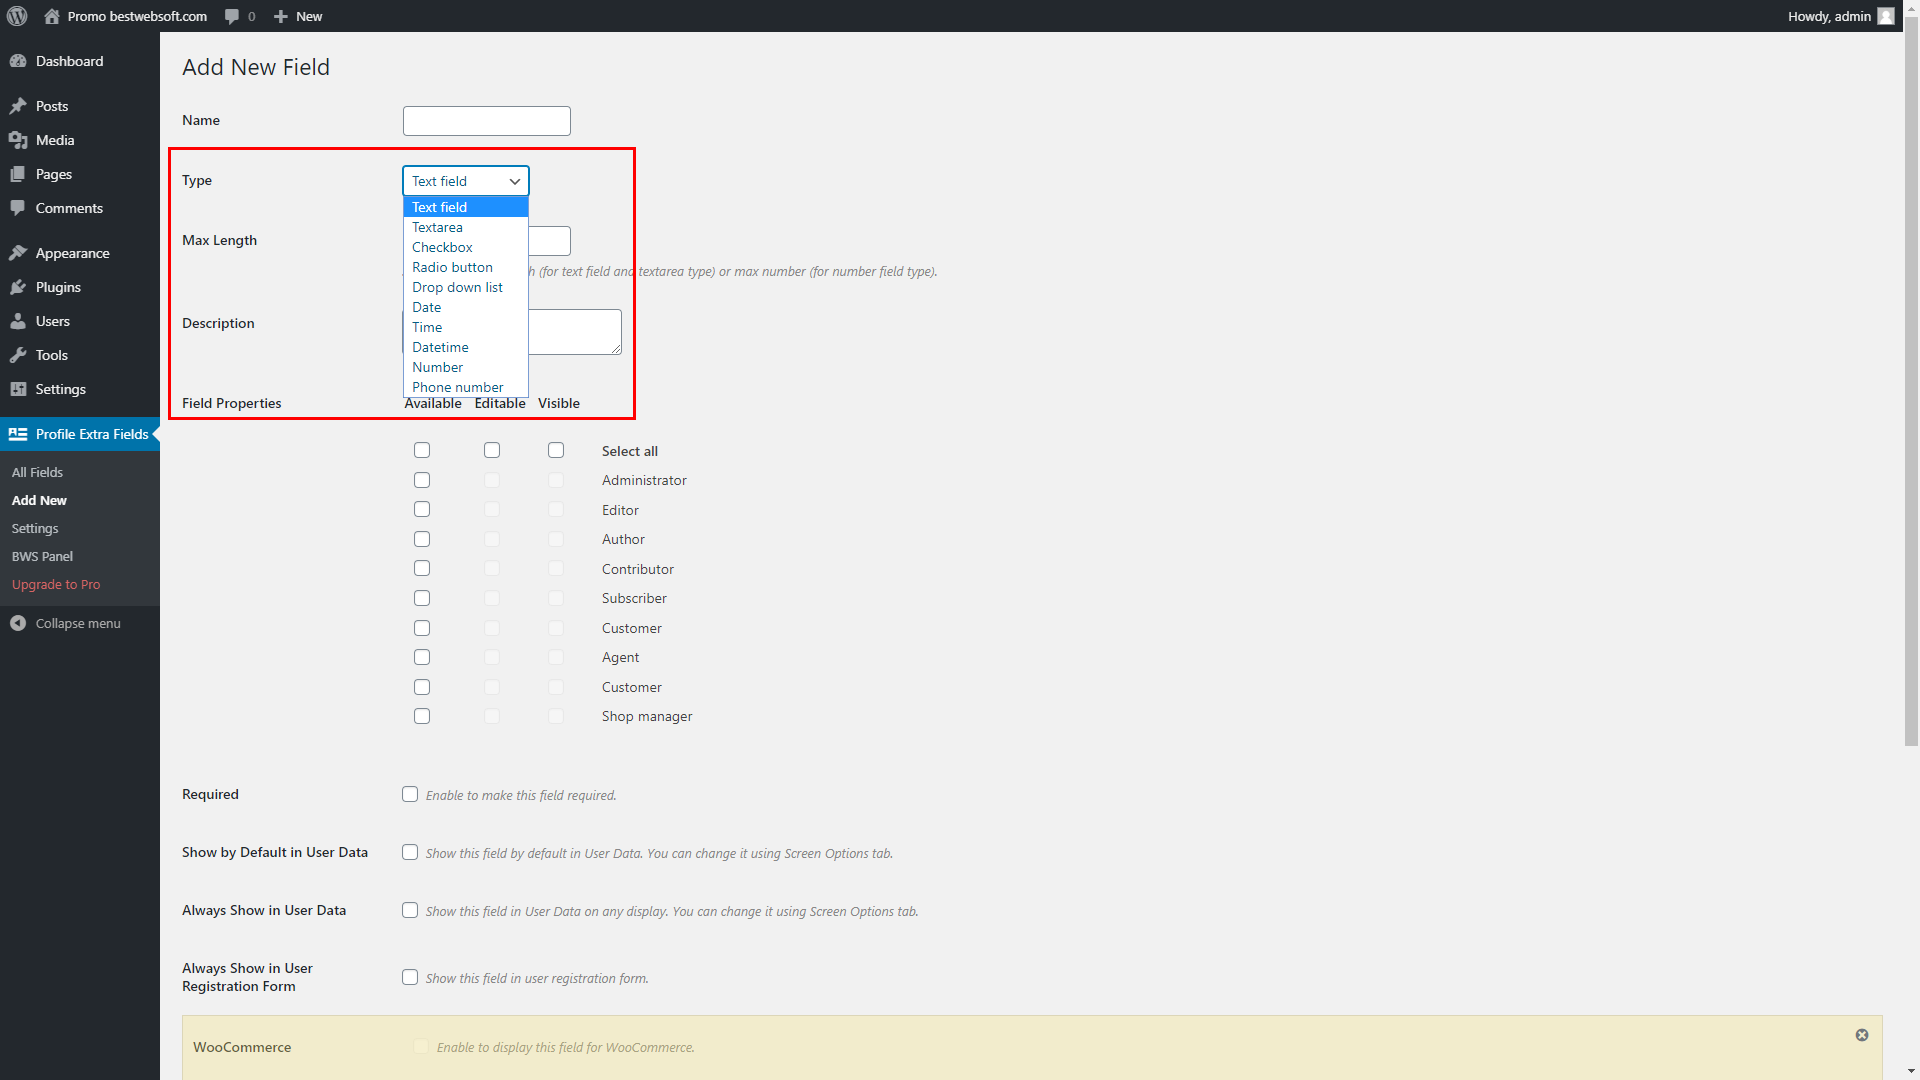 Promo bestwebsoft.com 0 New Howdy, admin
Dashboard
Posts
Media
Pages
Comments
Appearance
Plugins
Users
Tools
Settings
Profile Extra Fields
All Fields
Add New
Settings
BWS Panel
Upgrade to Pro
Collapse menu
Add New Field
Name
Type Text field
Text field
Textarea
Checkbox
Radio button
Drop down list
Date
Time
Datetime
Number
Phone number
Max Length
(for text field and textarea type) or max number (for number field type).
Description
Field Properties Available Editable Visible
Select all
Administrator
Editor
Author
Contributor
Subscriber
Customer
Agent
Customer
Shop manager
Required Enable to make this field required.
Show by Default in User Data Show this field by default in User Data. You can change it using Screen Options tab.
Always Show in User Data Show this field in User Data on any display. You can change it using Screen Options tab.
Always Show in User
Registration Form Show this field in user registration form.
WooCommerce Enable to display this field for WooCommerce.